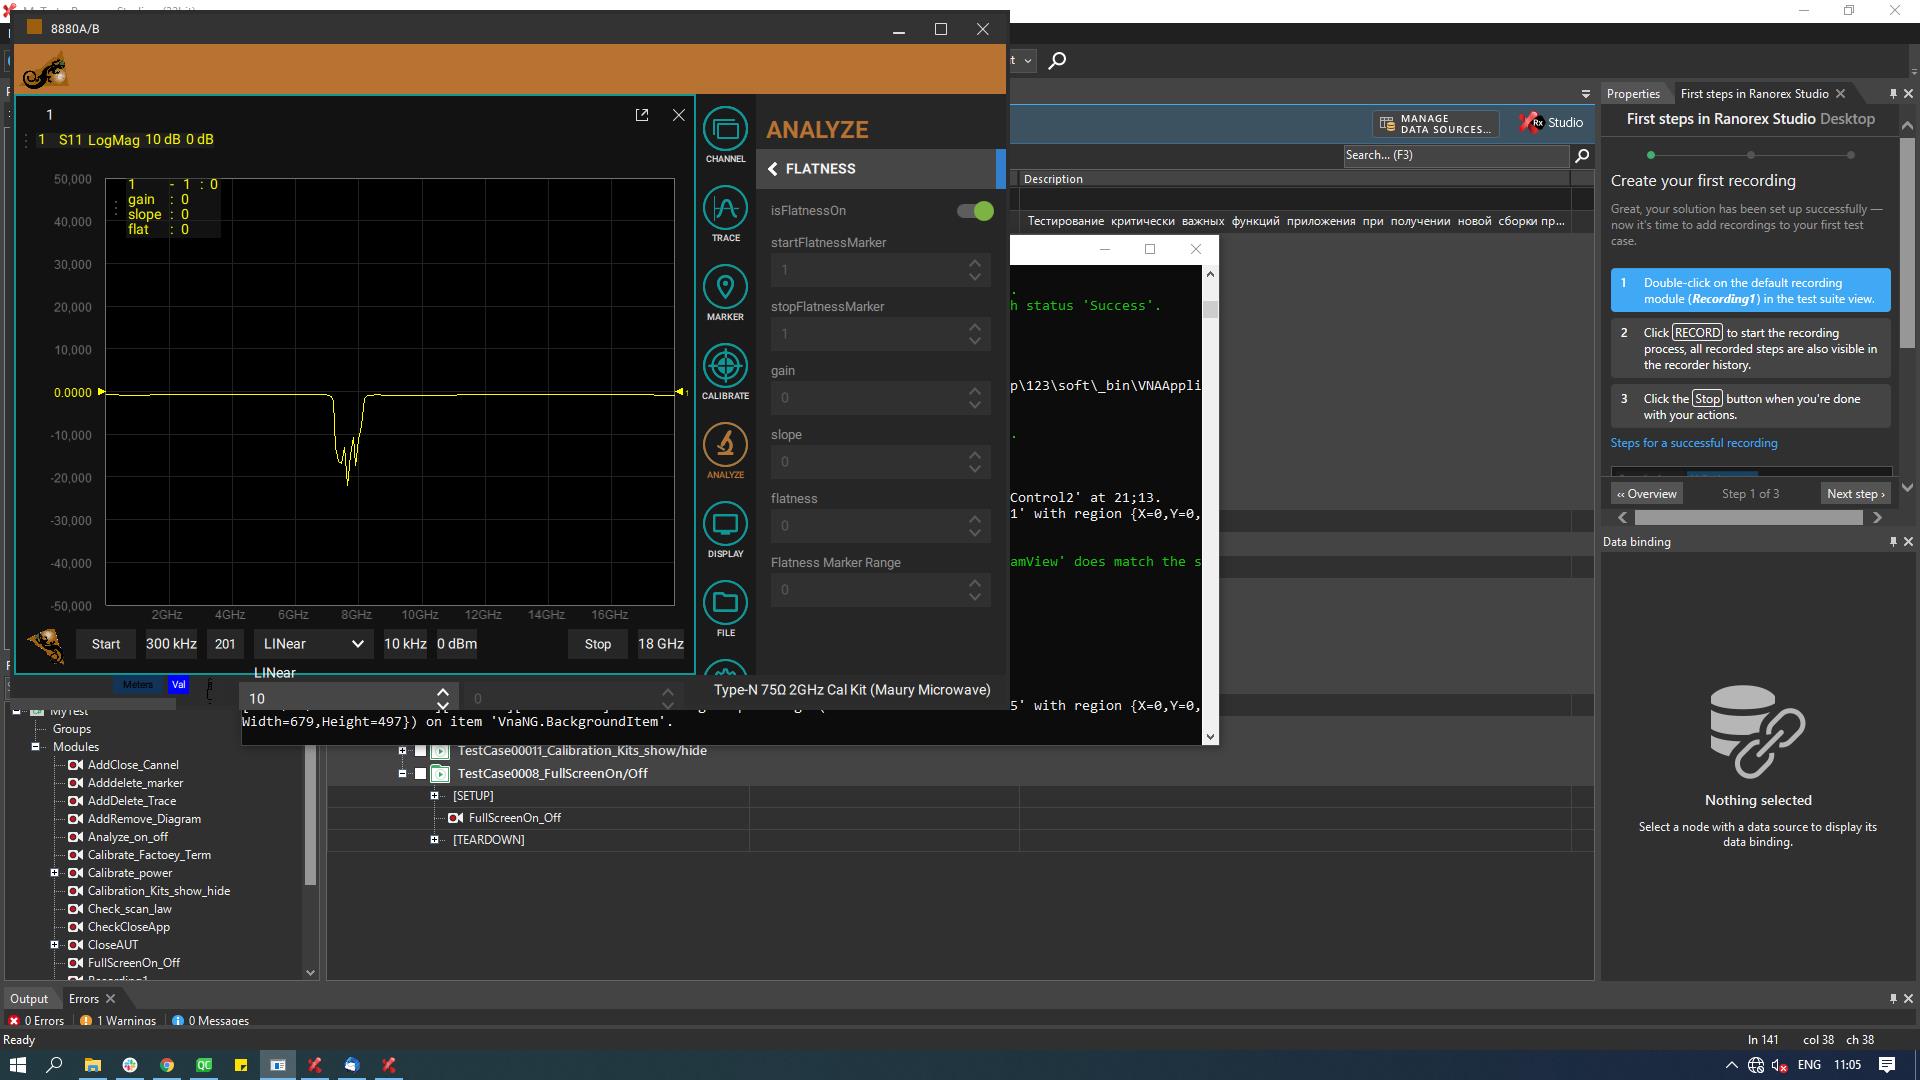 8880A/B
1
1 S11 LogMag 10 dB 0 dB
50,000
40,000
30,000
20,000
10,000
0.0000
-10,000
-20,000
-30,000
-40,000
-50,000
1 - 1 : 0
gain : 0
slope : 0
flat : 0
1
2GHz 4GHz 6GHz 8GHz 10GHz 12GHz 14GHz 16GHz
Start 300 kHz 201 LINear 10 kHz 0 dBm Stop 18 GHz
LINear
Meters Val
10
0
Type-N 75Ω 2GHz Cal Kit (Maury Microwave)
CHANNEL
TRACE
MARKER
CALIBRATE
ANALYZE
DISPLAY
FILE
ANALYZE
FLATNESS
isFlatnessOn
startFlatnessMarker
1
stopFlatnessMarker
1
gain
0
slope
0
flatness
0
Flatness Marker Range
0
MANAGE
DATA SOURCES...
Rx Studio
Search... (F3)
Description
Тестирование критически важных функций приложения при получении новой сборки пр...
h status 'Success'.
p\123\soft\_bin\VNAAppli
Control2' at 21;13.
1' with region {X=0,Y=0,
amView' does match the s
5' with region {X=0,Y=0,
Width=679,Height=497}) on item 'VnaNG.BackgroundItem'.
MyTest
Groups
Modules
AddClose_Cannel
Adddelete_marker
AddDelete_Trace
AddRemove_Diagram
Analyze_on_off
Calibrate_Factoey_Term
Calibrate_power
Calibration_Kits_show_hide
Check_scan_law
CheckCloseApp
CloseAUT
FullScreenOn_Off
Recording1
TestCase00011_Calibration_Kits_show/hide
TestCase0008_FullScreenOn/Off
[SETUP]
FullScreenOn_Off
[TEARDOWN]
Properties First steps in Ranorex Studio
First steps in Ranorex Studio Desktop
Create your first recording
Great, your solution has been set up successfully —
now it's time to add recordings to your first test
case.
1 Double-click on the default recording
module (Recording1) in the test suite view.
2 Click RECORD to start the recording
process, all recorded steps are also visible in
the recorder history.
3 Click the Stop button when you're done
with your actions.
Steps for a successful recording
‹‹ Overview Step 1 of 3 Next step ›
Data binding
Nothing selected
Select a node with a data source to display its
data binding.
Output Errors
0 Errors 1 Warnings 0 Messages
Ready
ln 141 col 38 ch 38
QC
ENG 11:05